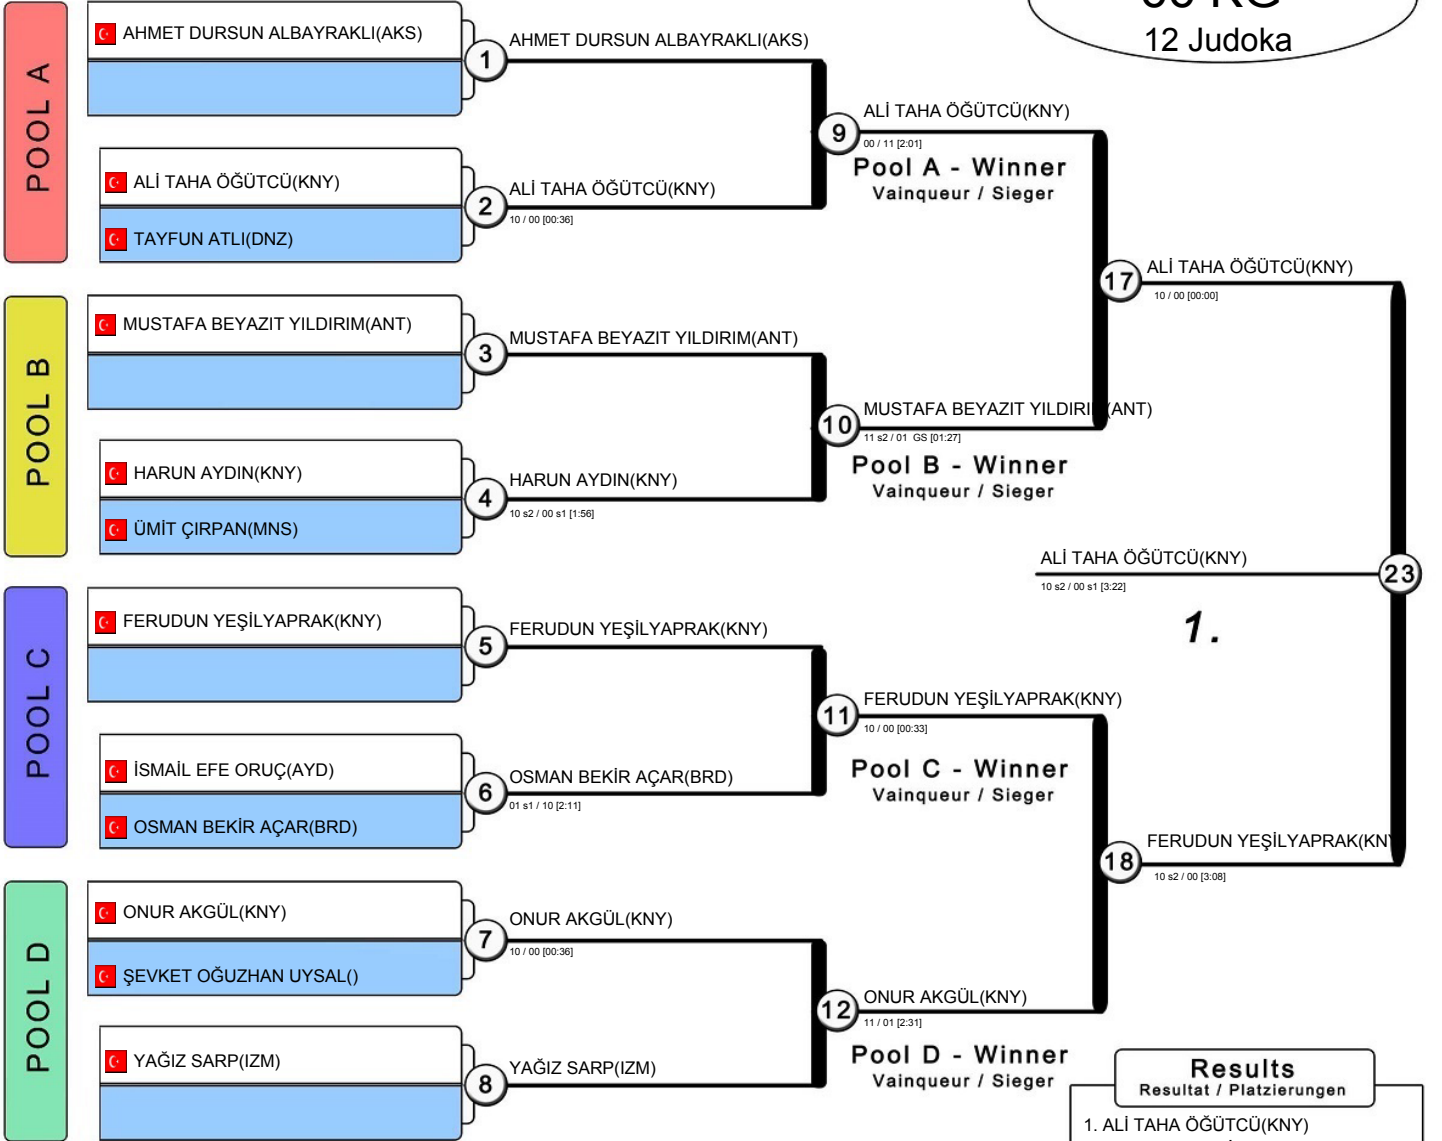 12 Judoka
POOL A
AHMET DURSUN ALBAYRAKLI(AKS)
1
AHMET DURSUN ALBAYRAKLI(AKS)
ALİ TAHA ÖĞÜTCÜ(KNY)
TAYFUN ATLI(DNZ)
2
ALİ TAHA ÖĞÜTCÜ(KNY)
10 / 00 [00:36]
9
ALİ TAHA ÖĞÜTCÜ(KNY)
00 / 11 [2:01]
Pool A - Winner
Vainqueur / Sieger
POOL B
MUSTAFA BEYAZIT YILDIRIM(ANT)
3
MUSTAFA BEYAZIT YILDIRIM(ANT)
HARUN AYDIN(KNY)
ÜMİT ÇIRPAN(MNS)
4
HARUN AYDIN(KNY)
10 s2 / 00 s1 [1:56]
10
MUSTAFA BEYAZIT YILDIRI (ANT)
11 s2 / 01 GS [01:27]
Pool B - Winner
Vainqueur / Sieger
17
ALİ TAHA ÖĞÜTCÜ(KNY)
10 / 00 [00:00]
ALİ TAHA ÖĞÜTCÜ(KNY)
10 s2 / 00 s1 [3:22]
23
1.
POOL C
FERUDUN YEŞİLYAPRAK(KNY)
5
FERUDUN YEŞİLYAPRAK(KNY)
İSMAİL EFE ORUÇ(AYD)
OSMAN BEKİR AÇAR(BRD)
6
OSMAN BEKİR AÇAR(BRD)
01 s1 / 10 [2:11]
11
FERUDUN YEŞİLYAPRAK(KNY)
10 / 00 [00:33]
Pool C - Winner
Vainqueur / Sieger
18
FERUDUN YEŞİLYAPRAK(KN
10 s2 / 00 [3:08]
POOL D
ONUR AKGÜL(KNY)
ŞEVKET OĞUZHAN UYSAL()
7
ONUR AKGÜL(KNY)
10 / 00 [00:36]
YAĞIZ SARP(IZM)
8
YAĞIZ SARP(IZM)
12
ONUR AKGÜL(KNY)
11 / 01 [2:31]
Pool D - Winner
Vainqueur / Sieger
Results
Resultat / Platzierungen
1. ALİ TAHA ÖĞÜTCÜ(KNY)